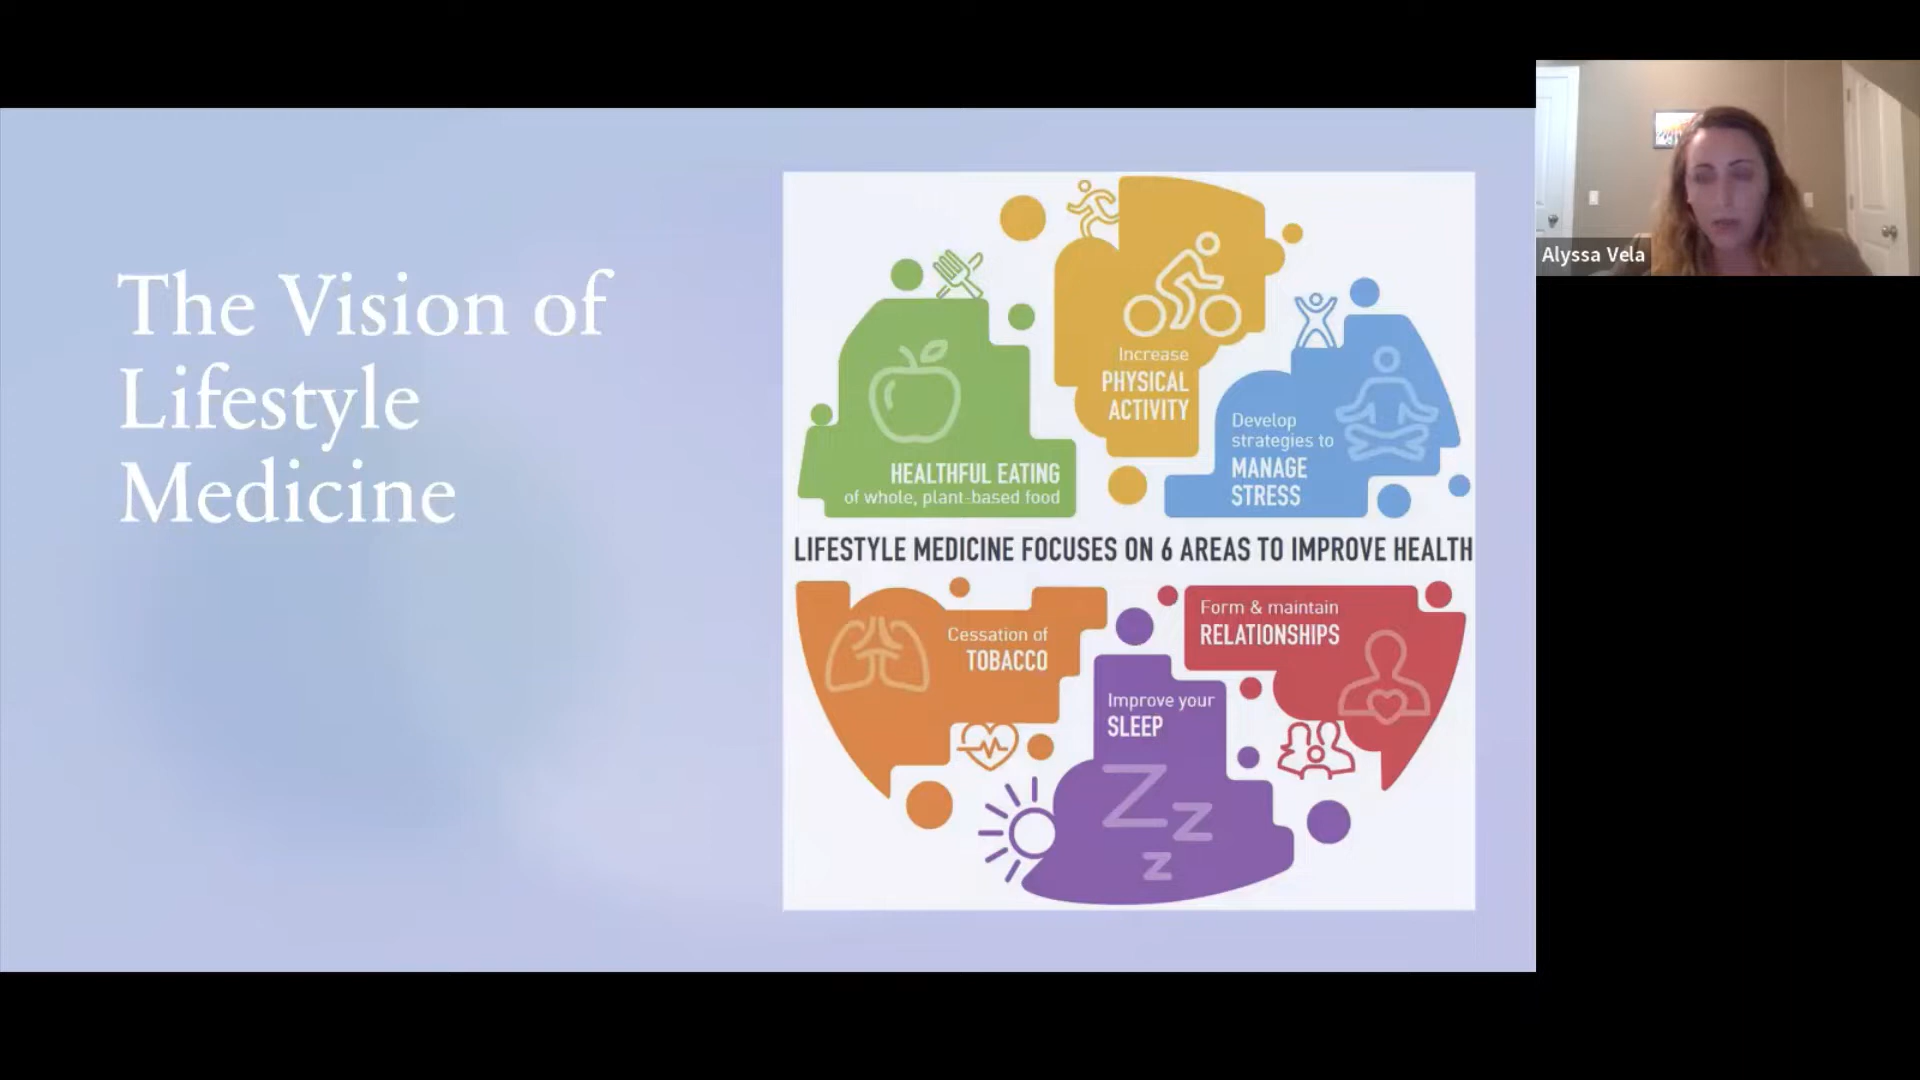 The Vision of
Lifestyle
Medicine
Increase
PHYSICAL
ACTIVITY
Develop
strategies to
MANAGE
STRESS
HEALTHFUL EATING
of whole, plant-based food
LIFESTYLE MEDICINE FOCUSES ON 6 AREAS TO IMPROVE HEALTH
Cessation of
TOBACCO
Form & maintain
RELATIONSHIPS
Improve your
SLEEP
Z
Z
Z
Alyssa Vela